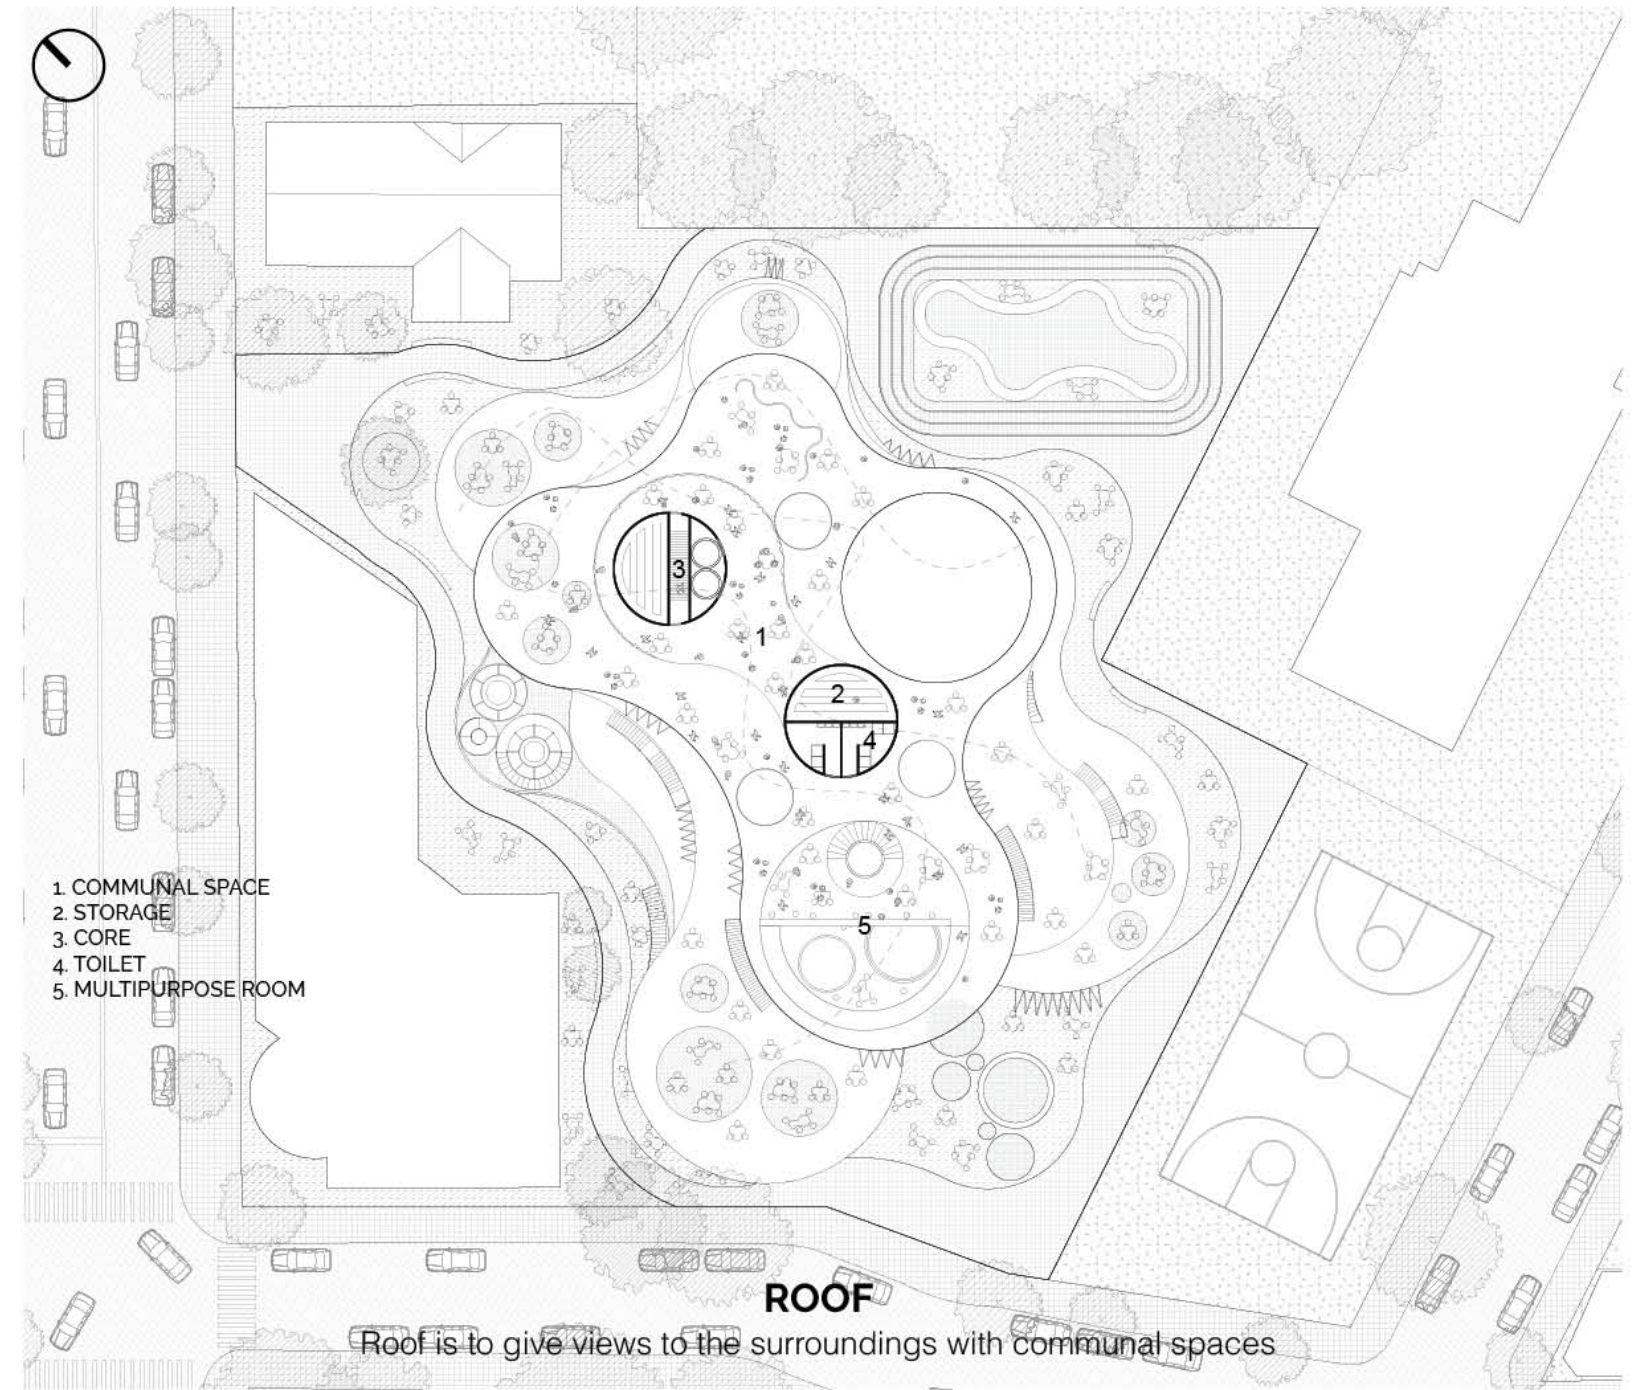 3
1
2
4
5
1. COMMUNAL SPACE
2. STORAGE
3. CORE
4. TOILET
5. MULTIPURPOSE ROOM
ROOF
Roof is to give views to the surroundings with communal spaces